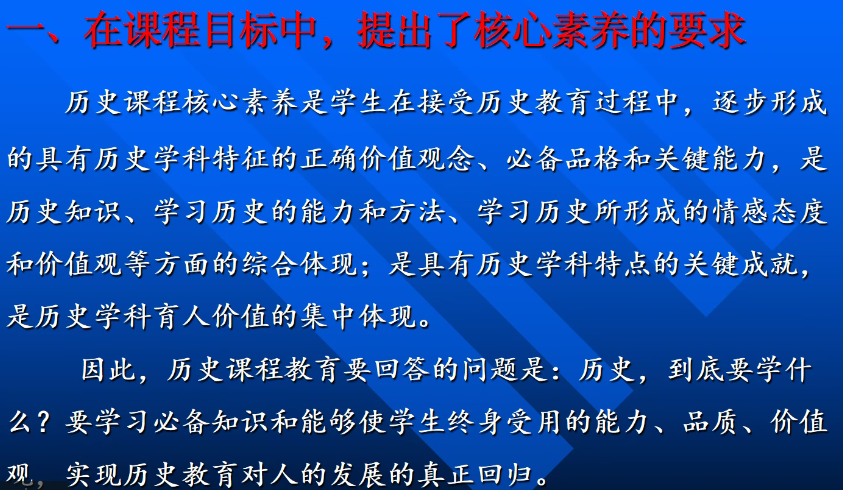 一、在课程目标中，提出了核心素养的要求
历史课程核心素养是学生在接受历史教育过程中，逐步形成
的具有历史学科特征的正确价值观念、必备品格和关键能力，是
历史知识、学习历史的能力和方法、学习历史所形成的情感态度
和价值观等方面的综合体现；是具有历史学科特点的关键成就，
是历史学科育人价值的集中体现。
因此，历史课程教育要回答的问题是：历史，到底要学什
么？要学习必备知识和能够使学生终身受用的能力、品质、价值
观，实现历史教育对人的发展的真正回归。